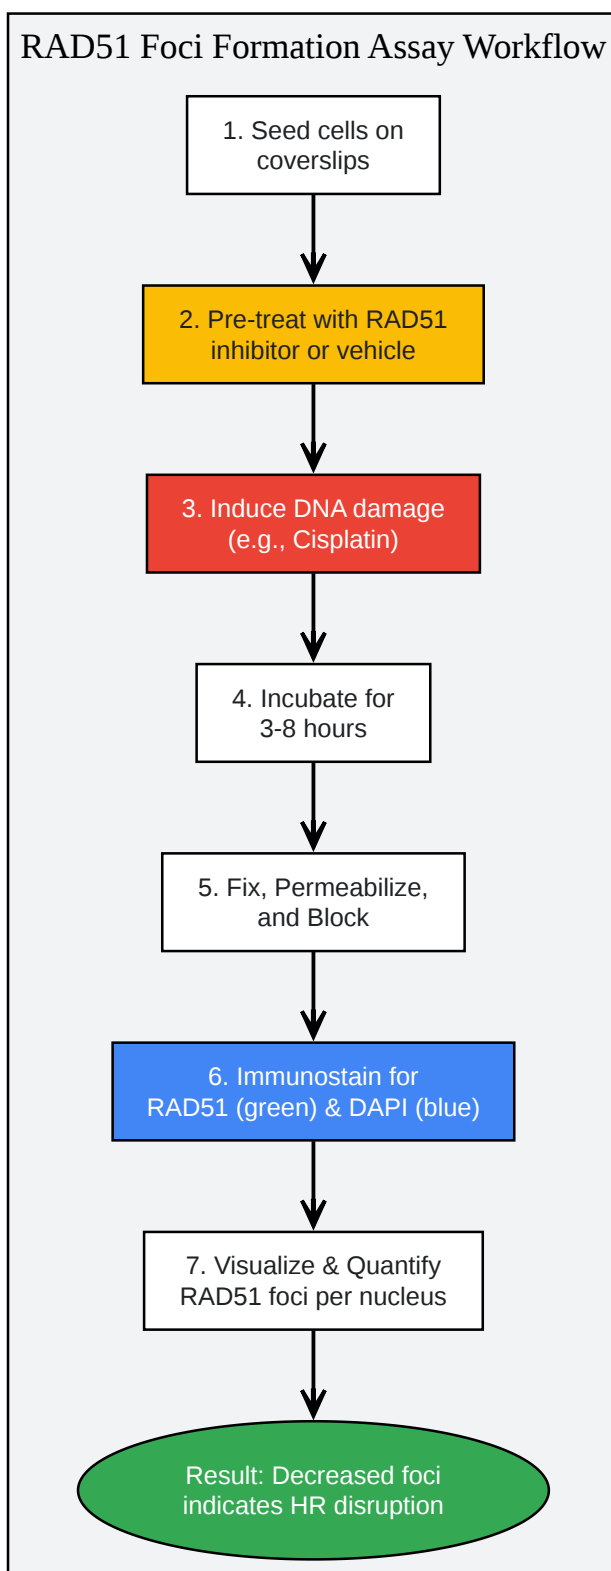 RAD51 Foci Formation Assay Workflow
1. Seed cells on
coverslips
2. Pre-treat with RAD51
inhibitor or vehicle
3. Induce DNA damage
(e.g., Cisplatin)
4. Incubate for
3-8 hours
5. Fix, Permeabilize,
and Block
6. Immunostain for
RAD51 (green) & DAPI (blue)
7. Visualize & Quantify
RAD51 foci per nucleus
Result: Decreased foci
indicates HR disruption